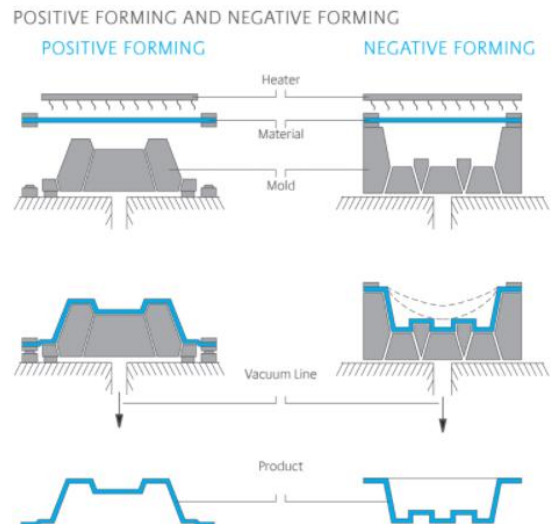 POSITIVE FORMING AND NEGATIVE FORMING
POSITIVE FORMING
NEGATIVE FORMING
Heater
Material
Mold
Vacuum Line
Product